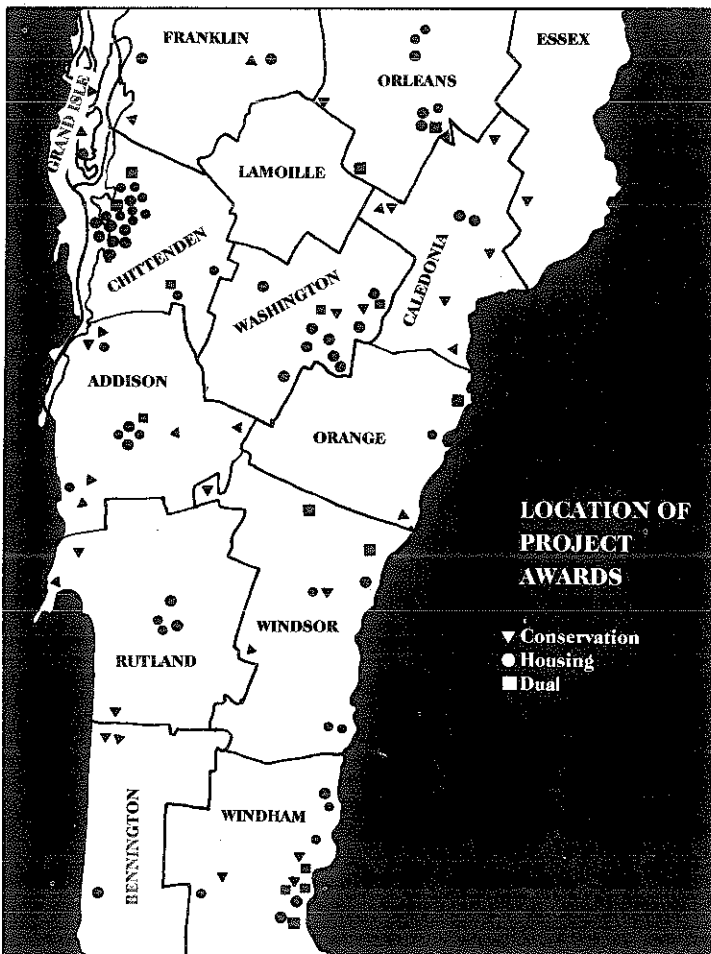 FRANKLIN
ESSEX
ORLEANS
GRAND ISLE
LAMOILLE
CHITTENDEN
WASHINGTON
CALEDONIA
ADDISON
ORANGE
LOCATION OF
PROJECT
AWARDS
WINDSOR
Conservation
Housing
Dual
RUTLAND
WINDHAM
BENNINGTON